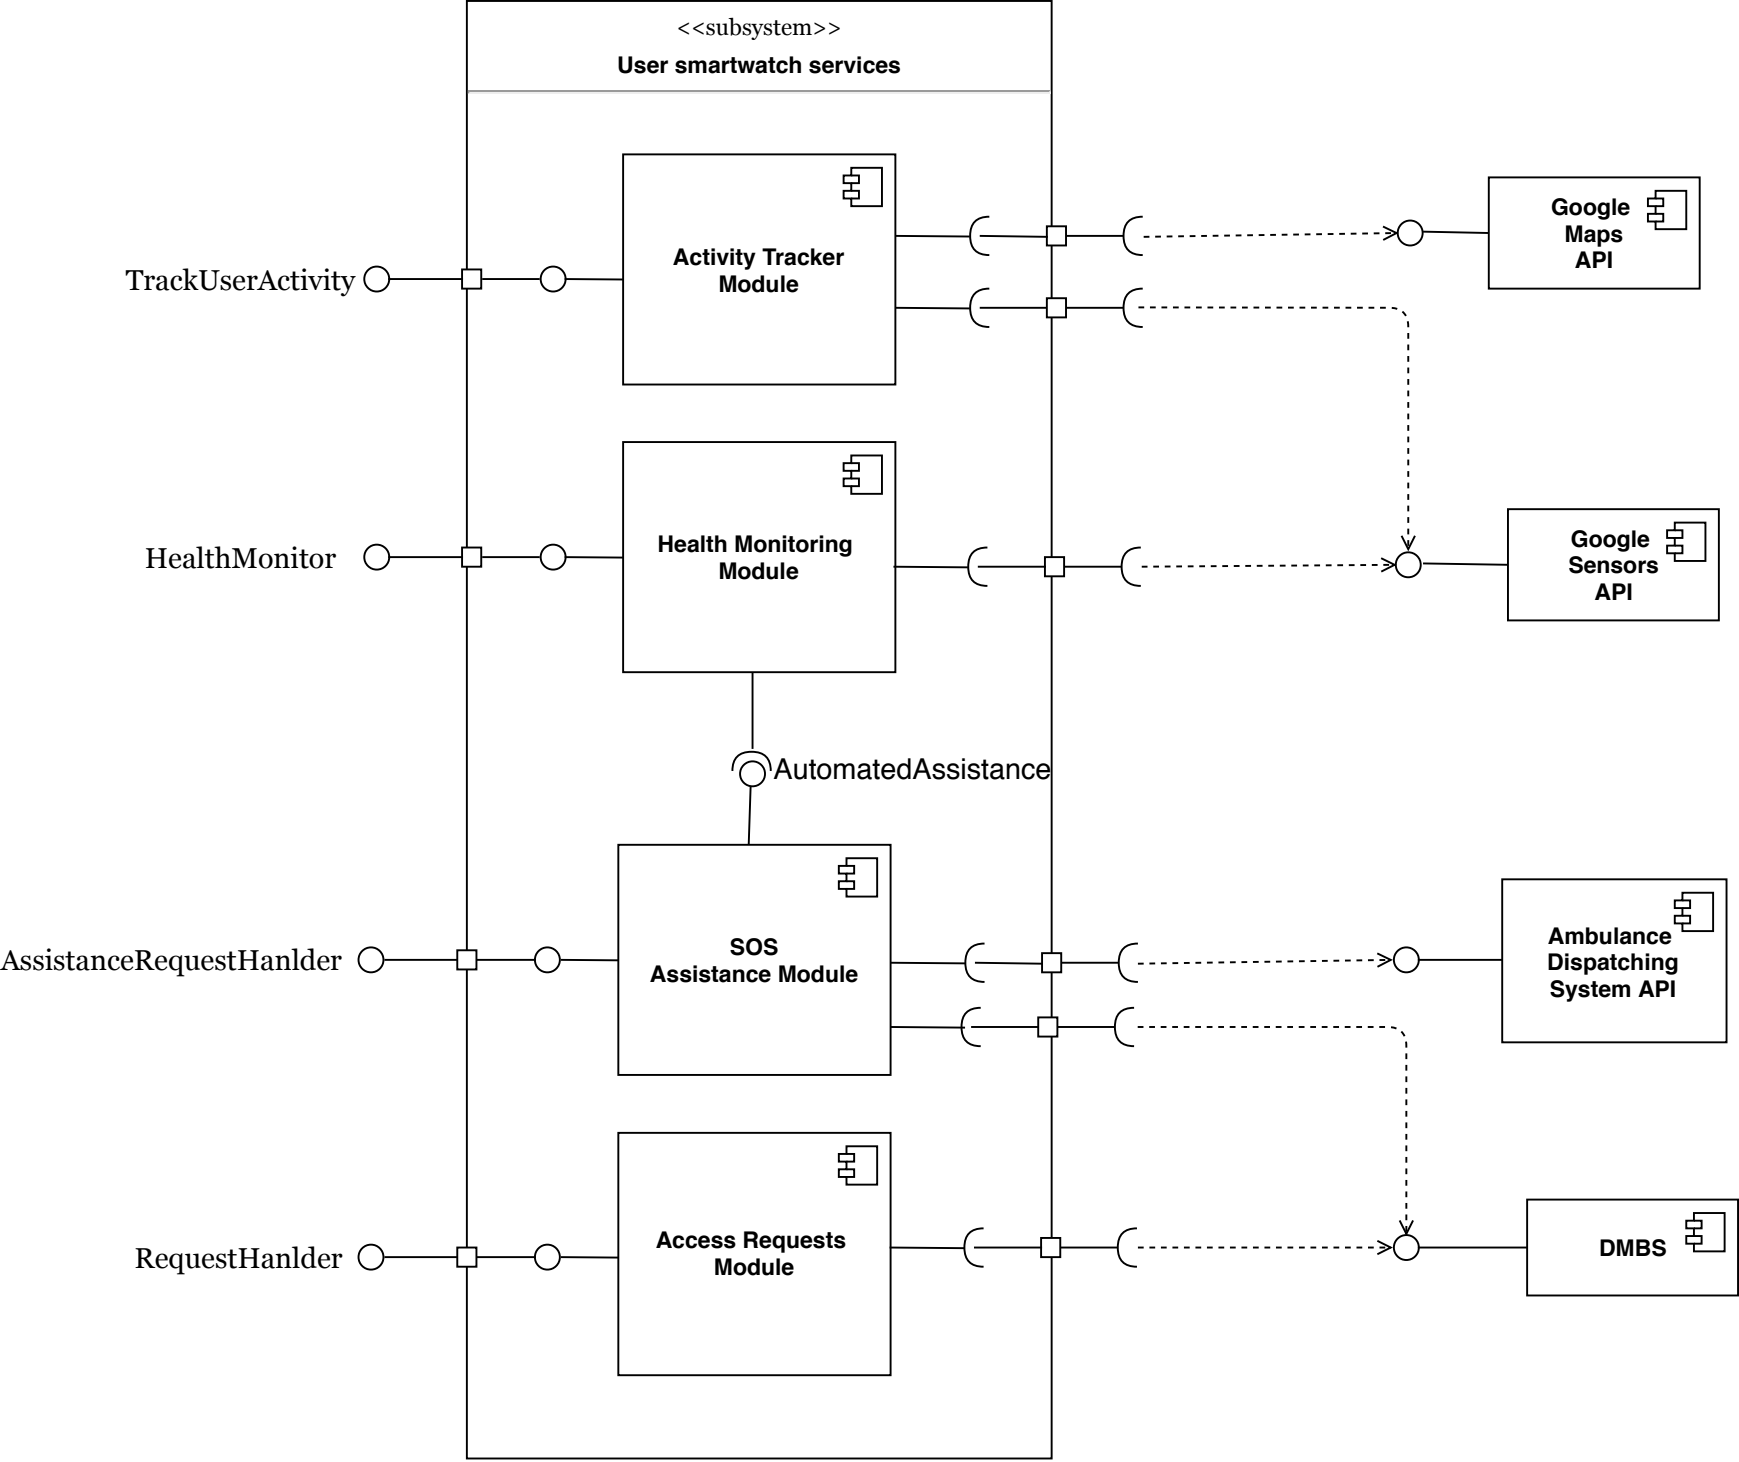 <<subsystem>>
User smartwatch services
Activity Tracker
Module
TrackUserActivity
Google
Maps
API
Health Monitoring
Module
HealthMonitor
Google
Sensors
API
AutomatedAssistance
SOS
Assistance Module
AssistanceRequestHanlder
Ambulance
Dispatching
System API
Access Requests
Module
RequestHanlder
DMBS